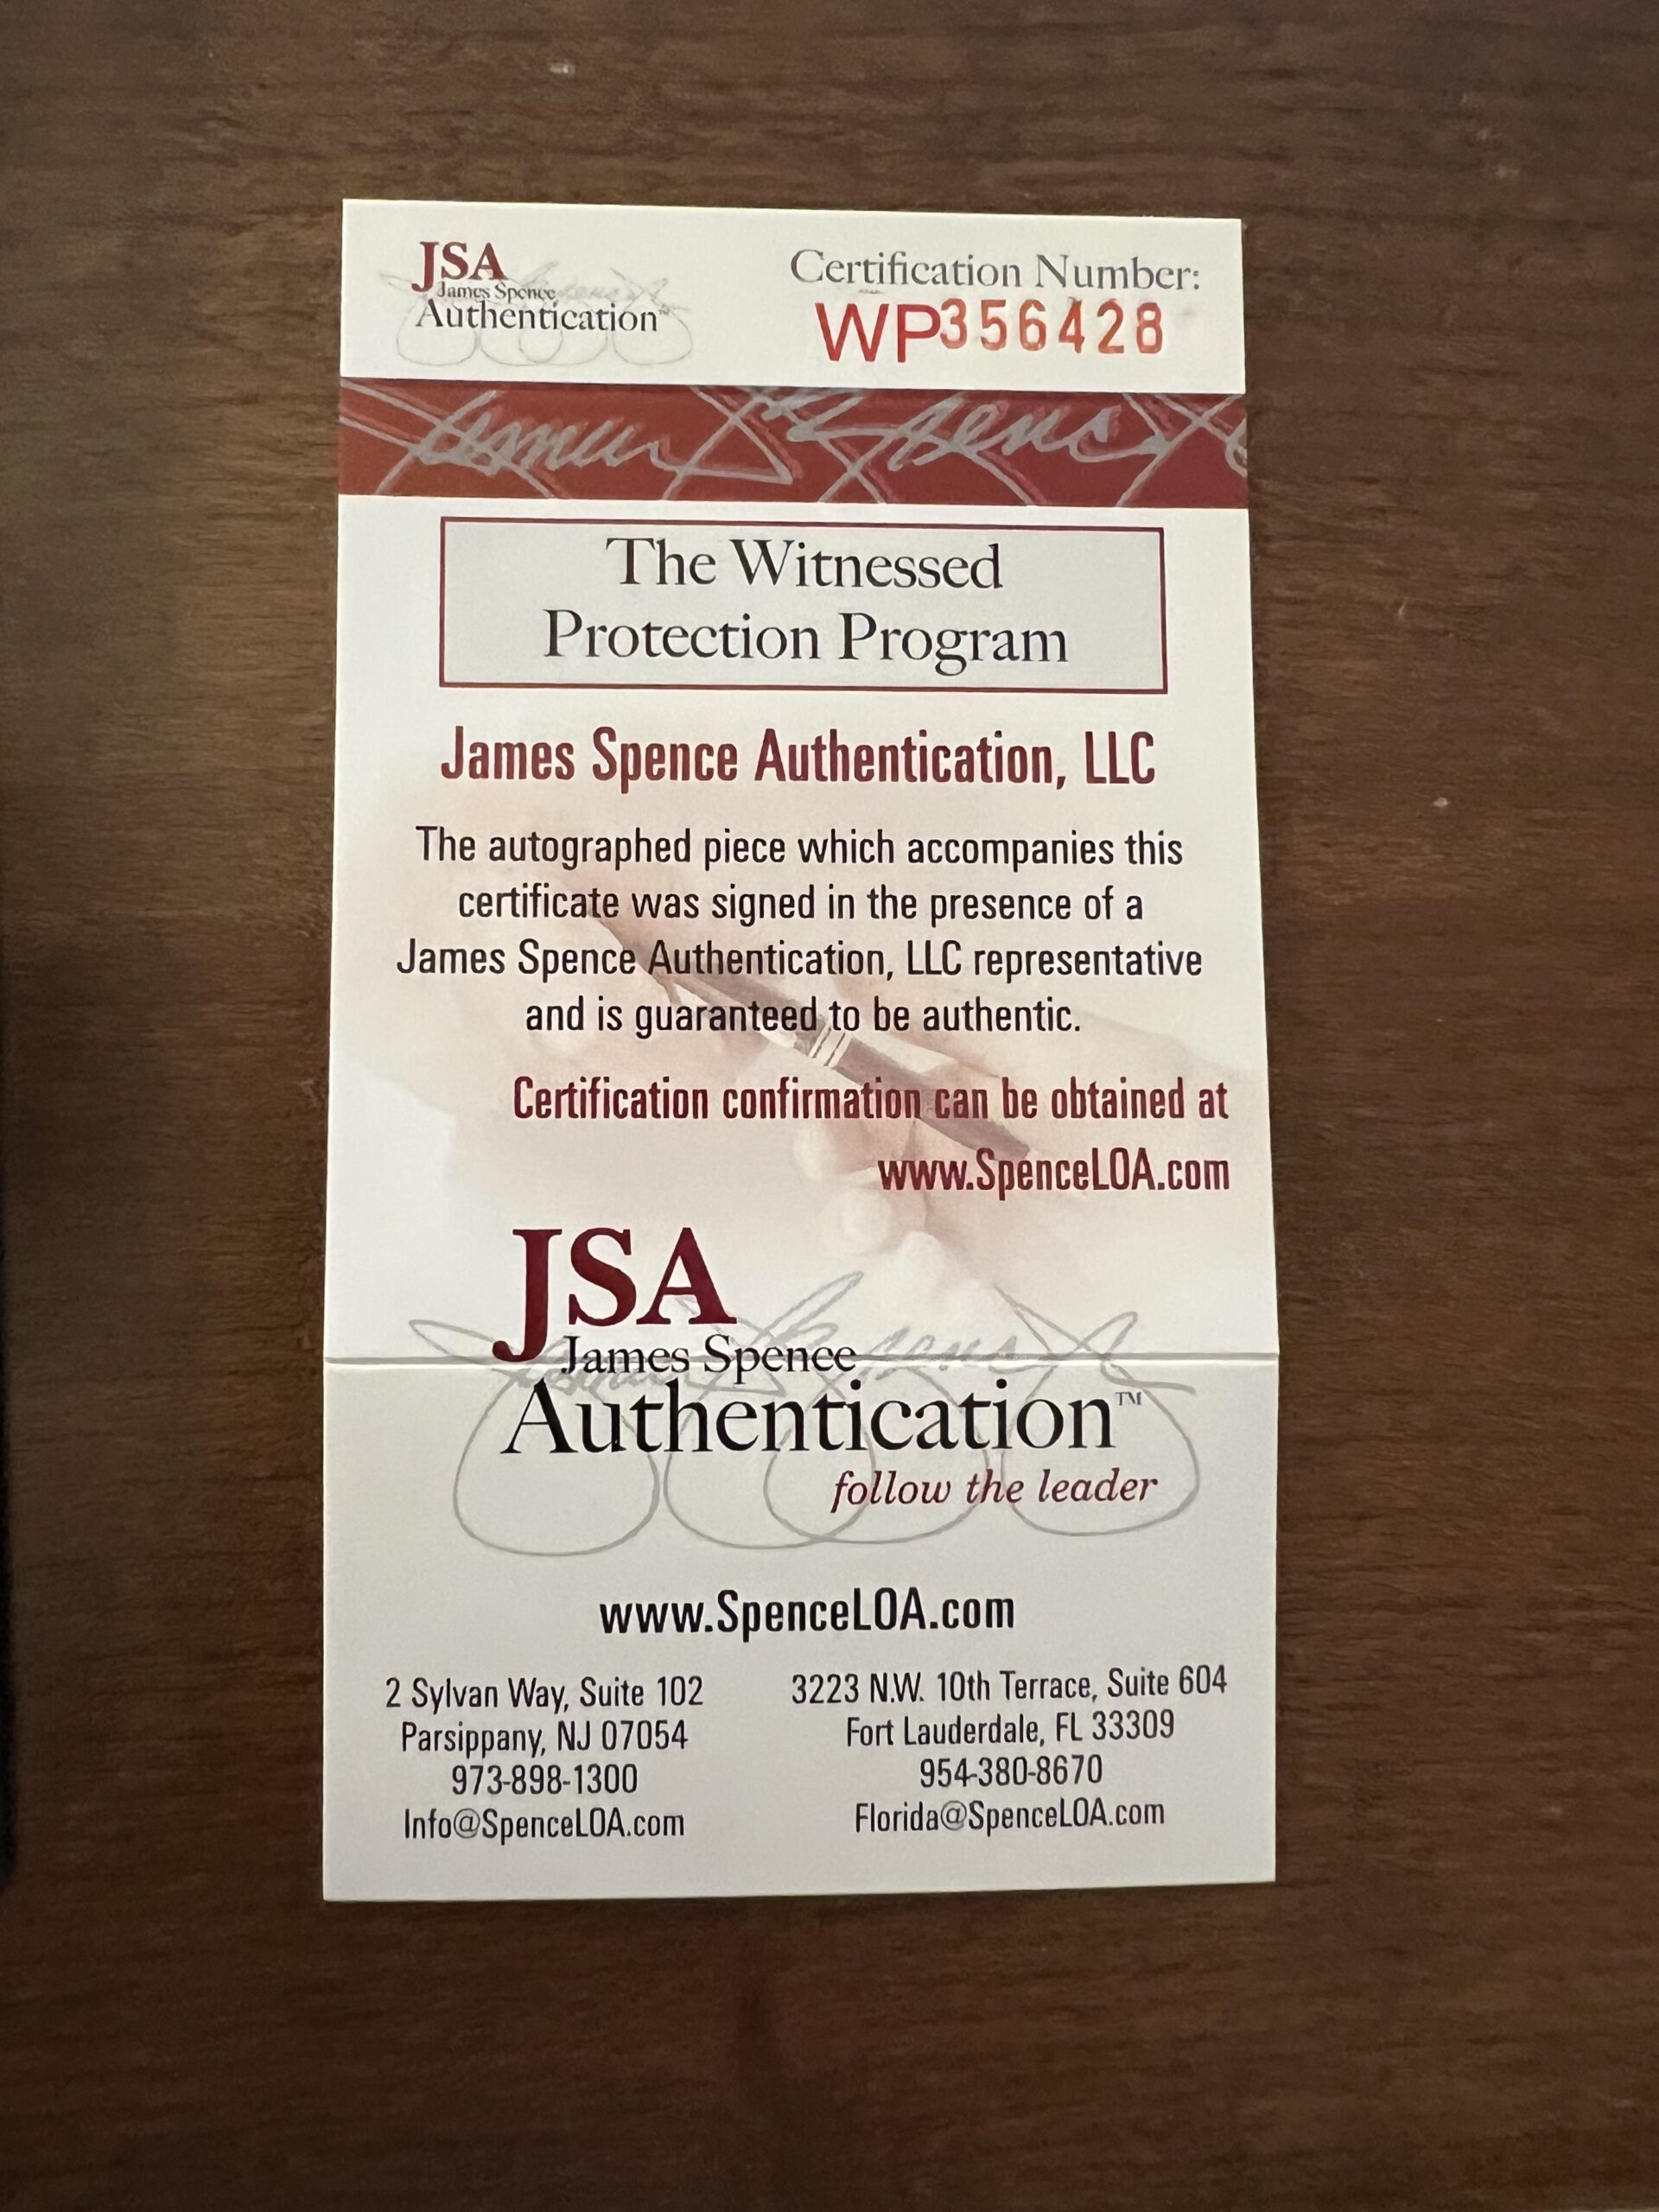 JSA
James Spence
Authentication™
Certification Number:
WP356428
The Witnessed
Protection Program
James Spence Authentication, LLC
The autographed piece which accompanies this
certificate was signed in the presence of a
James Spence Authentication, LLC representative
and is guaranteed to be authentic.
Certification confirmation can be obtained at
www.SpenceLOA.com
JSA
James Spence
Authentication™
follow the leader
www.SpenceLOA.com
2 Sylvan Way, Suite 102
Parsippany, NJ 07054
973-898-1300
Info@SpenceLOA.com
3223 N.W. 10th Terrace, Suite 604
Fort Lauderdale, FL 33309
954-380-8670
Florida@SpenceLOA.com